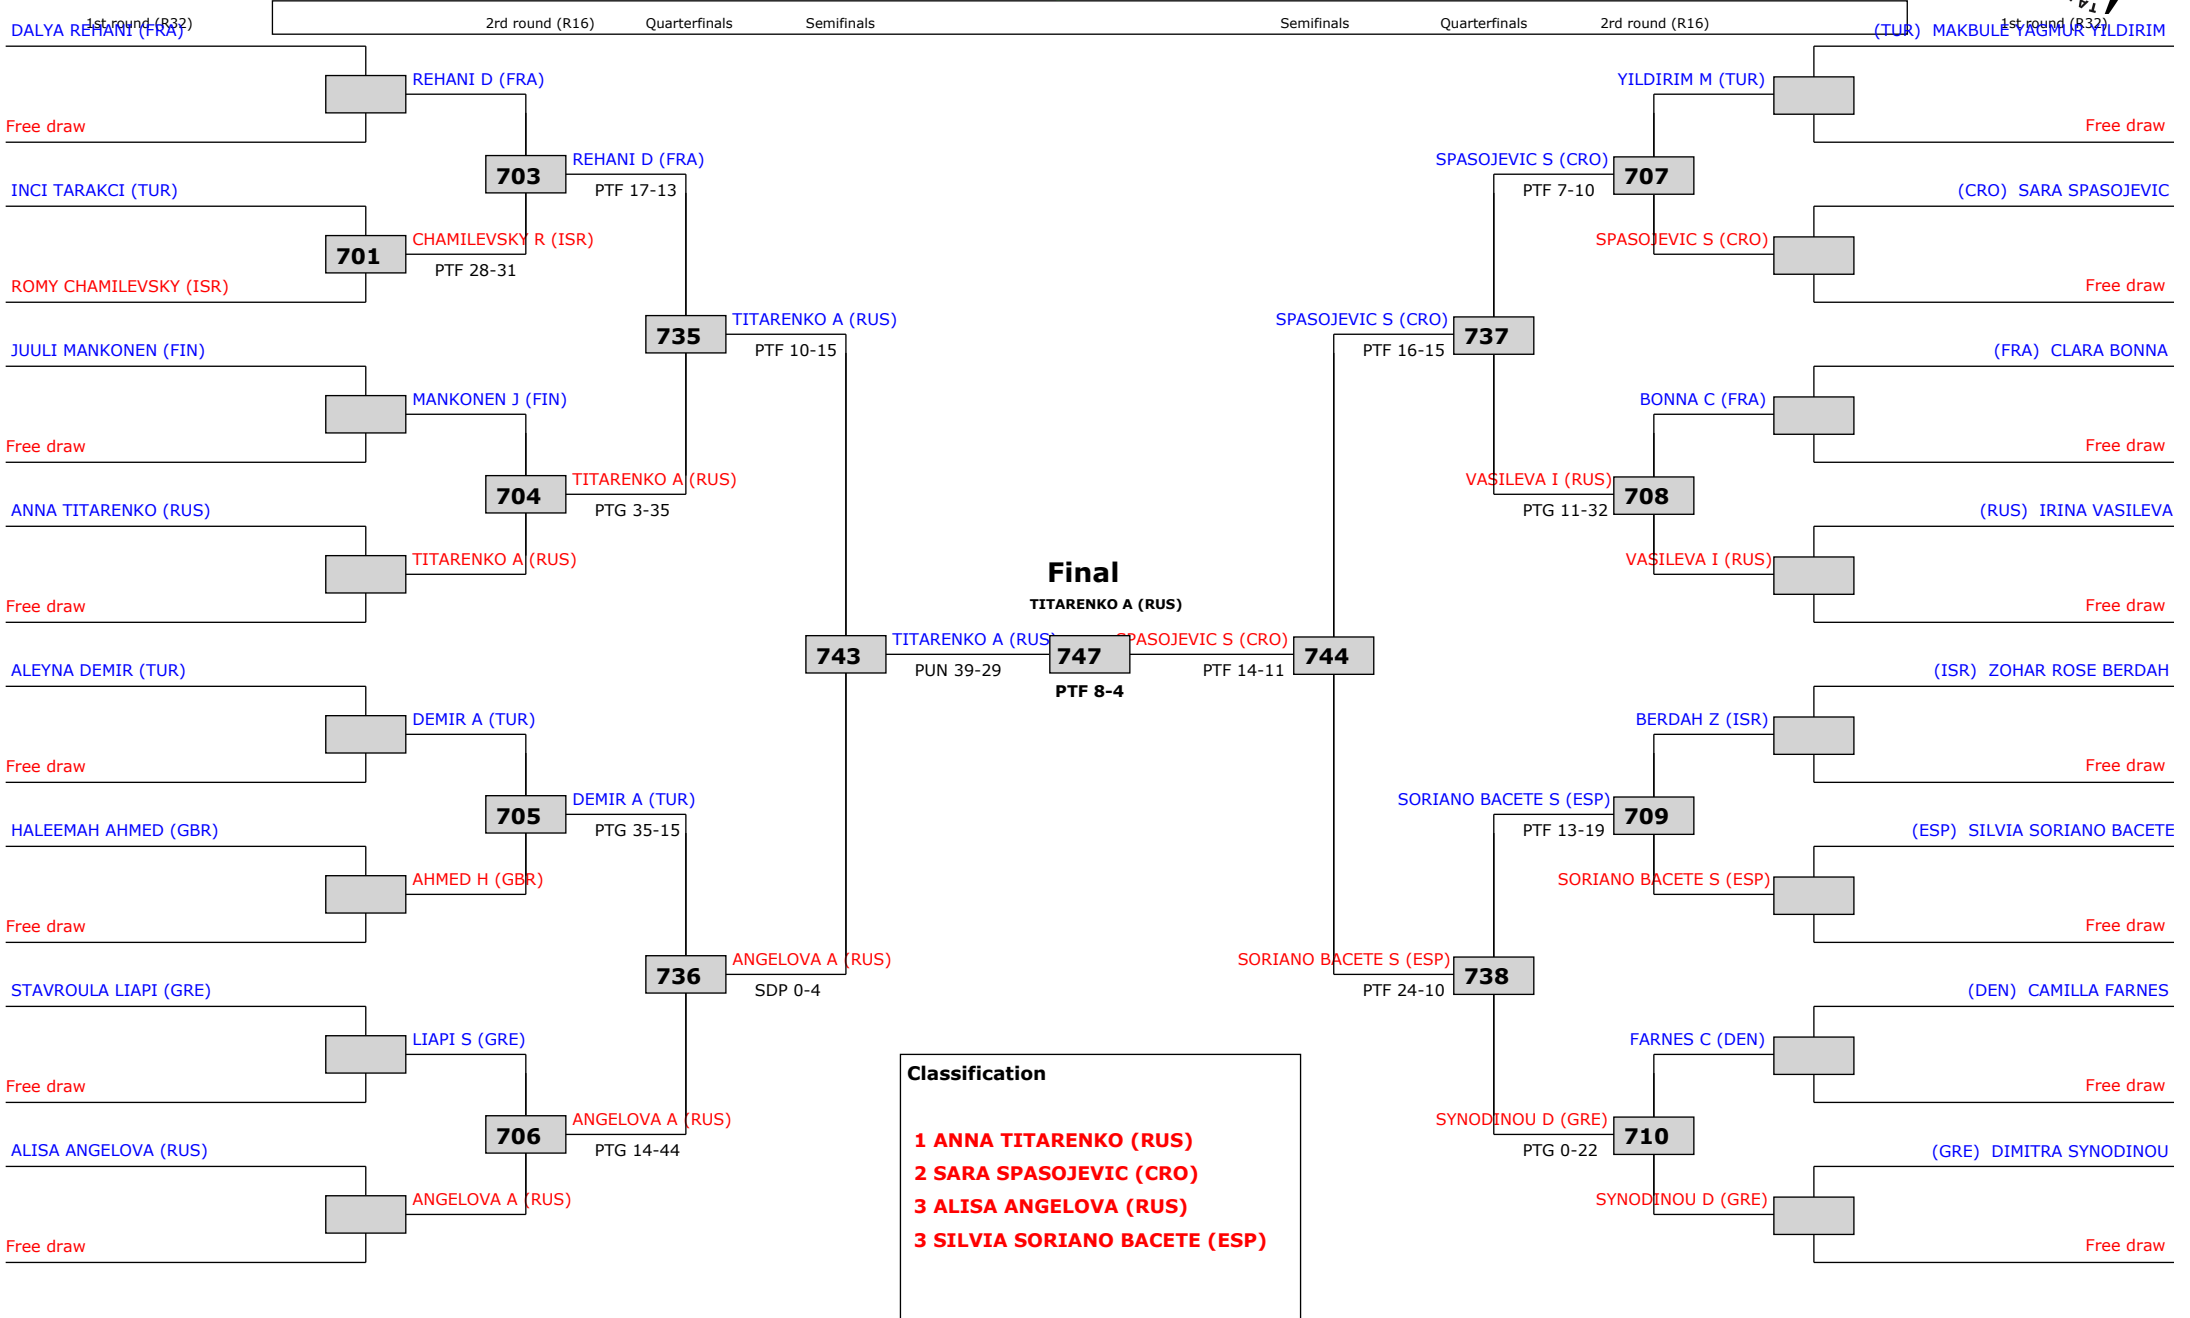 1st round (R32)
2rd round (R16)
Quarterfinals
Semifinals
Semifinals
Quarterfinals
2rd round (R16)
1st round (R32)
DALYA REHANI (FRA)
Free draw
INCI TARAKCI (TUR)
ROMY CHAMILEVSKY (ISR)
JUULI MANKONEN (FIN)
Free draw
ANNA TITARENKO (RUS)
Free draw
ALEYNA DEMIR (TUR)
Free draw
HALEEMAH AHMED (GBR)
Free draw
STAVROULA LIAPI (GRE)
Free draw
ALISA ANGELOVA (RUS)
Free draw
REHANI D (FRA)
701
CHAMILEVSKY R (ISR)
PTF 28-31
MANKONEN J (FIN)
TITARENKO A (RUS)
DEMIR A (TUR)
AHMED H (GBR)
LIAPI S (GRE)
ANGELOVA A (RUS)
703
REHANI D (FRA)
PTF 17-13
704
TITARENKO A (RUS)
PTG 3-35
705
DEMIR A (TUR)
PTG 35-15
706
ANGELOVA A (RUS)
PTG 14-44
735
TITARENKO A (RUS)
PTF 10-15
736
ANGELOVA A (RUS)
SDP 0-4
743
TITARENKO A (RUS)
PUN 39-29
Final
TITARENKO A (RUS)
747
PTF 8-4
SPASOJEVIC S (CRO)
PTF 14-11
744
SPASOJEVIC S (CRO)
PTF 16-15
737
SORIANO BACETE S (ESP)
PTF 24-10
738
SPASOJEVIC S (CRO)
PTF 7-10
707
VASILEVA I (RUS)
PTG 11-32
708
SORIANO BACETE S (ESP)
PTF 13-19
709
SYNODINOU D (GRE)
PTG 0-22
710
YILDIRIM M (TUR)
SPASOJEVIC S (CRO)
BONNA C (FRA)
VASILEVA I (RUS)
BERDAH Z (ISR)
SORIANO BACETE S (ESP)
FARNES C (DEN)
SYNODINOU D (GRE)
(TUR) MAKBULE YAGMUR YILDIRIM
Free draw
(CRO) SARA SPASOJEVIC
Free draw
(FRA) CLARA BONNA
Free draw
(RUS) IRINA VASILEVA
Free draw
(ISR) ZOHAR ROSE BERDAH
Free draw
(ESP) SILVIA SORIANO BACETE
Free draw
(DEN) CAMILLA FARNES
Free draw
(GRE) DIMITRA SYNODINOU
Free draw
Classification
1 ANNA TITARENKO (RUS)
2 SARA SPASOJEVIC (CRO)
3 ALISA ANGELOVA (RUS)
3 SILVIA SORIANO BACETE (ESP)